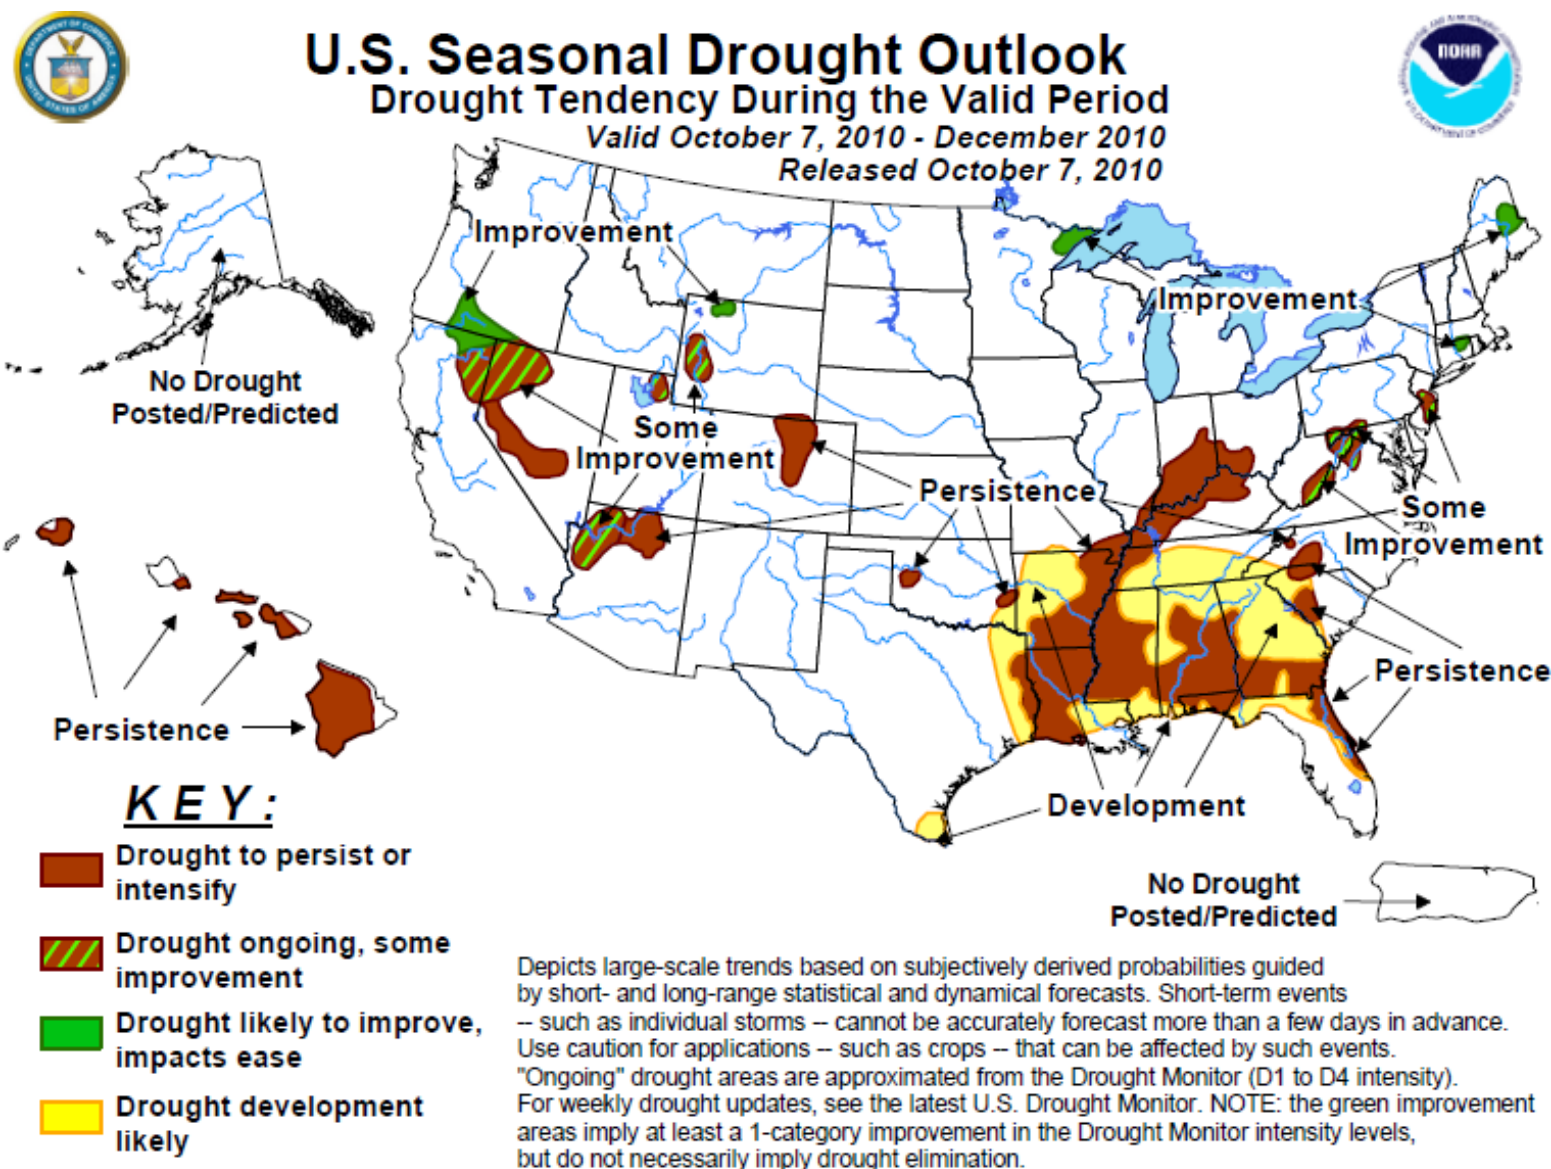 U.S. Seasonal Drought Outlook
Drought Tendency During the Valid Period
Valid October 7, 2010 - December 2010
Released October 7, 2010
DEPARTMENT OF COMMERCE
UNITED STATES OF AMERICA
NOAA
Improvement
Improvement
No Drought
Posted/Predicted
Some
Improvement
Persistence
Some
Improvement
Persistence
Persistence
Development
No Drought
Posted/Predicted
KEY:
Drought to persist or
intensify
Drought ongoing, some
improvement
Drought likely to improve,
impacts ease
Drought development
likely
Depicts large-scale trends based on subjectively derived probabilities guided
by short- and long-range statistical and dynamical forecasts. Short-term events
-- such as individual storms -- cannot be accurately forecast more than a few days in advance.
Use caution for applications -- such as crops -- that can be affected by such events.
"Ongoing" drought areas are approximated from the Drought Monitor (D1 to D4 intensity).
For weekly drought updates, see the latest U.S. Drought Monitor. NOTE: the green improvement
areas imply at least a 1-category improvement in the Drought Monitor intensity levels,
but do not necessarily imply drought elimination.